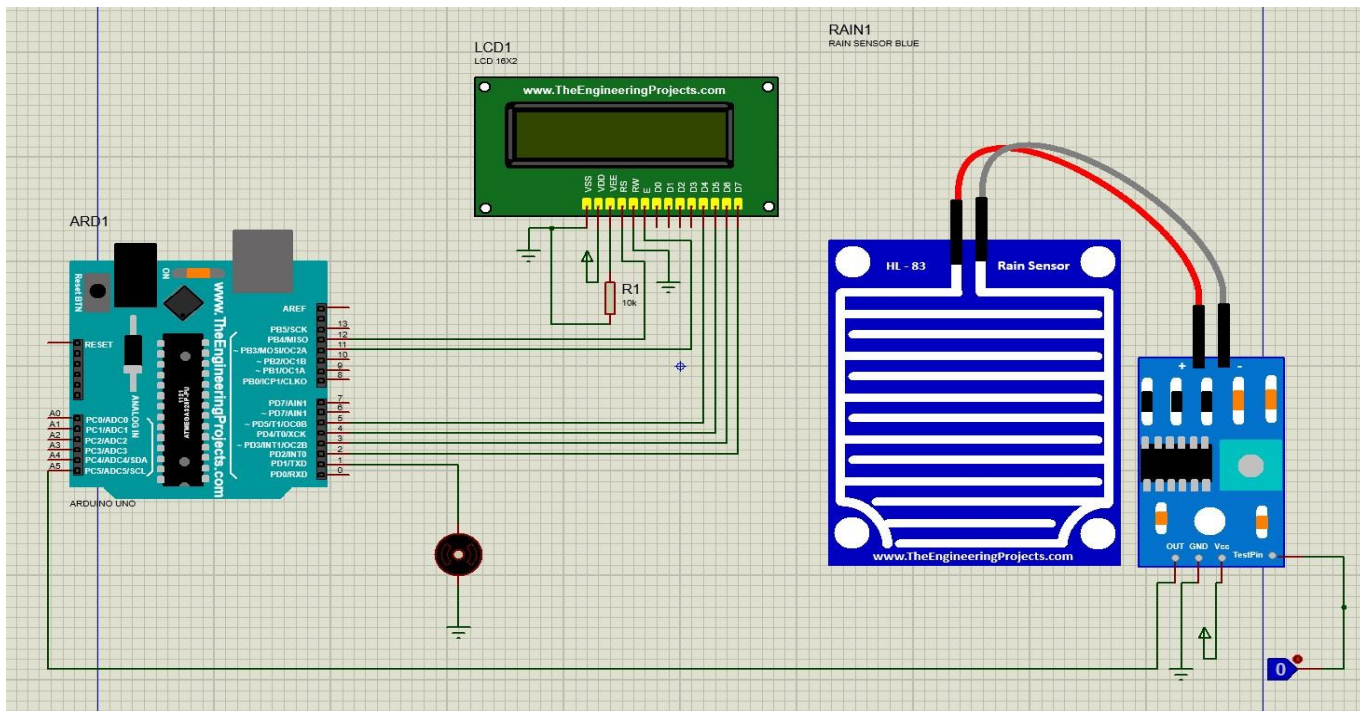 RAIN1
RAIN SENSOR BLUE
LCD1
LCD 16X2
www.TheEngineeringProjects.com
VSS
VDD
VEE
RS
RW
E
D0
D1
D2
D3
D4
D5
D6
D7
R1
10k
ARD1
Reset BTN
ON
www.TheEngineeringProjects.com
ANALOG IN
ATMEGA328P-PU
1121
RESET
AREF
PB5/SCK 13
PB4/MISO 12
~ PB3/MOSI/OC2A 11
~ PB2/OC1B 10
~ PB1/OC1A 9
PB0/ICP1/CLKO 8
PD7/AIN1 7
~ PD7/AIN1 6
~ PD5/T1/OC0B 5
PD4/T0/XCK 4
~ PD3/INT1/OC2B 3
PD2/INT0 2
PD1/TXD 1
PD0/RXD 0
A0 PC0/ADC0
A1 PC1/ADC1
A2 PC2/ADC2
A3 PC3/ADC3
A4 PC4/ADC4/SDA
A5 PC5/ADC5/SCL
ARDUINO UNO
HL - 83 Rain Sensor
www.TheEngineeringProjects.com
+ -
OUT GND Vcc TestPin
0